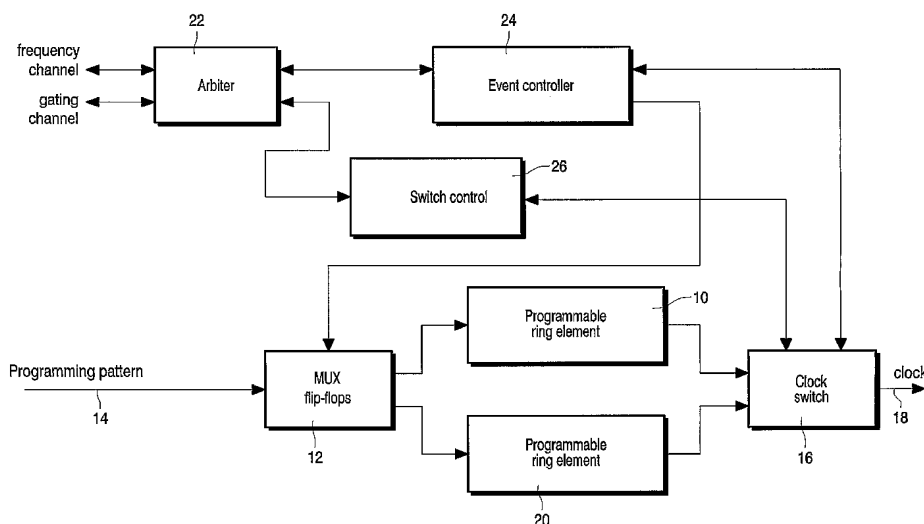 22
24
frequency
channel
gating
channel
Arbiter
Event controller
26
Switch control
10
Programmable
ring element
Programming pattern
14
MUX
flip-flops
12
Clock
switch
16
clock
18
Programmable
ring element
20